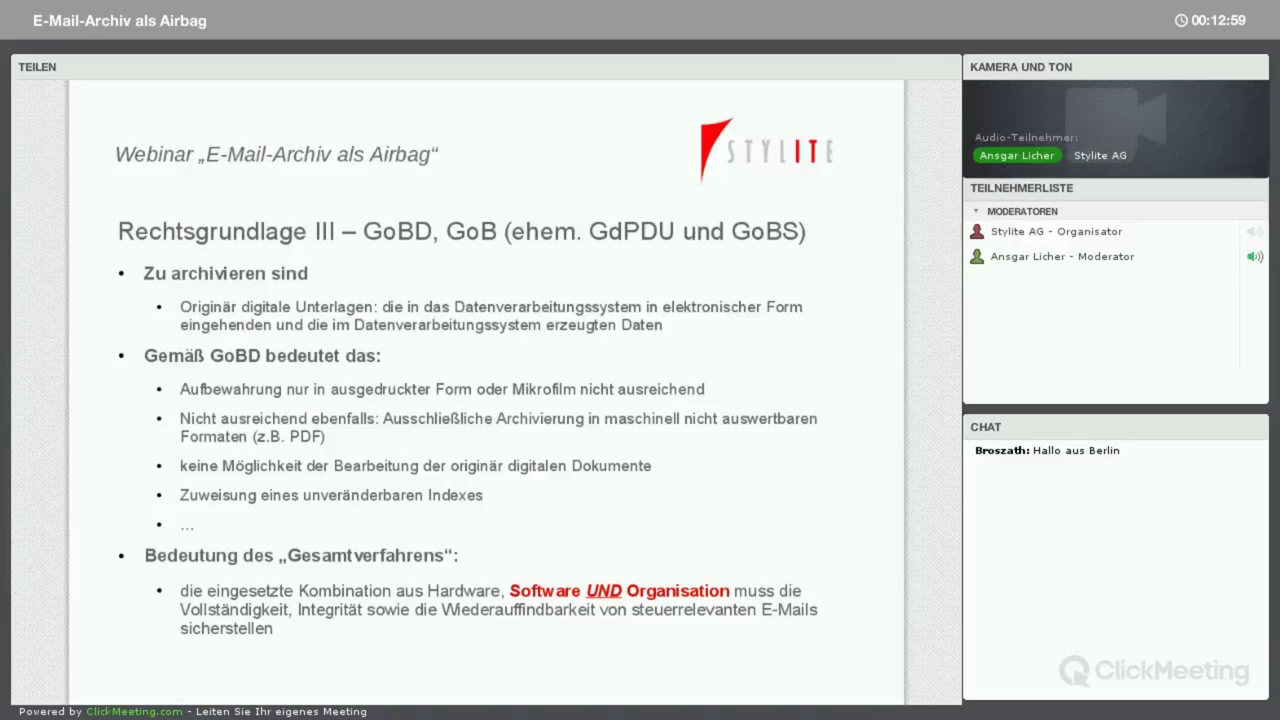 E-Mail-Archiv als Airbag
00:12:59
TEILEN
Webinar „E-Mail-Archiv als Airbag“
STYLITE
Rechtsgrundlage III – GoBD, GoB (ehem. GdPDU und GoBS)
• Zu archivieren sind
• Originär digitale Unterlagen: die in das Datenverarbeitungssystem in elektronischer Form
eingehenden und die im Datenverarbeitungssystem erzeugten Daten
• Gemäß GoBD bedeutet das:
• Aufbewahrung nur in ausgedruckter Form oder Mikrofilm nicht ausreichend
• Nicht ausreichend ebenfalls: Ausschließliche Archivierung in maschinell nicht auswertbaren
Formaten (z.B. PDF)
• keine Möglichkeit der Bearbeitung der originär digitalen Dokumente
• Zuweisung eines unveränderbaren Indexes
• ...
• Bedeutung des „Gesamtverfahrens“:
• die eingesetzte Kombination aus Hardware, Software UND Organisation muss die
Vollständigkeit, Integrität sowie die Wiederauffindbarkeit von steuerrelevanten E-Mails
sicherstellen
KAMERA UND TON
Audio-Teilnehmer:
Ansgar Licher Stylite AG
TEILNEHMERLISTE
MODERATOREN
Stylite AG - Organisator
Ansgar Licher - Moderator
CHAT
Broszath: Hallo aus Berlin
ClickMeeting
Powered by ClickMeeting.com - Leiten Sie Ihr eigenes Meeting